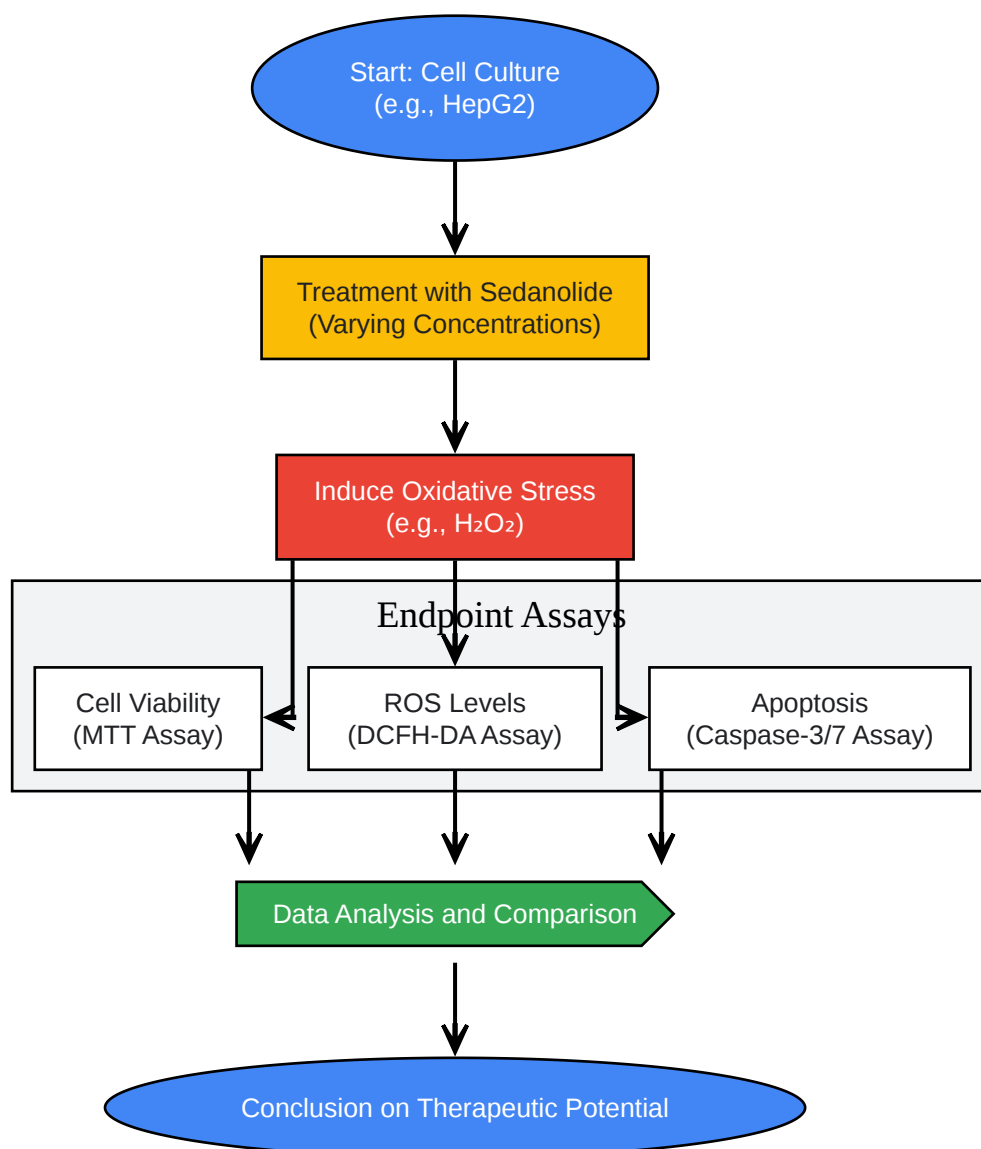 Start: Cell Culture
(e.g., HepG2)
Treatment with Sedanolide
(Varying Concentrations)
Induce Oxidative Stress
(e.g., H₂O₂)
Endpoint Assays
Cell Viability
(MTT Assay)
ROS Levels
(DCFH-DA Assay)
Apoptosis
(Caspase-3/7 Assay)
Data Analysis and Comparison
Conclusion on Therapeutic Potential